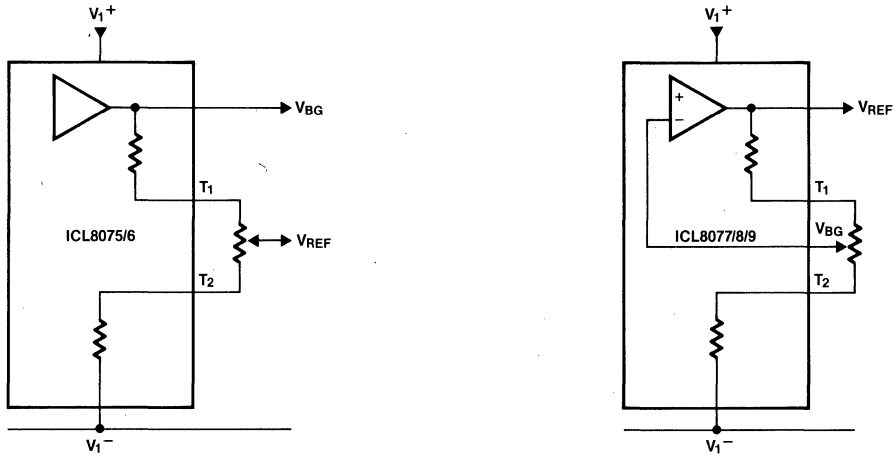 V1+
VBG
T1
ICL8075/6
VREF
T2
V1−
V1+
+
−
VREF
T1
VBG
ICL8077/8/9
T2
V1−